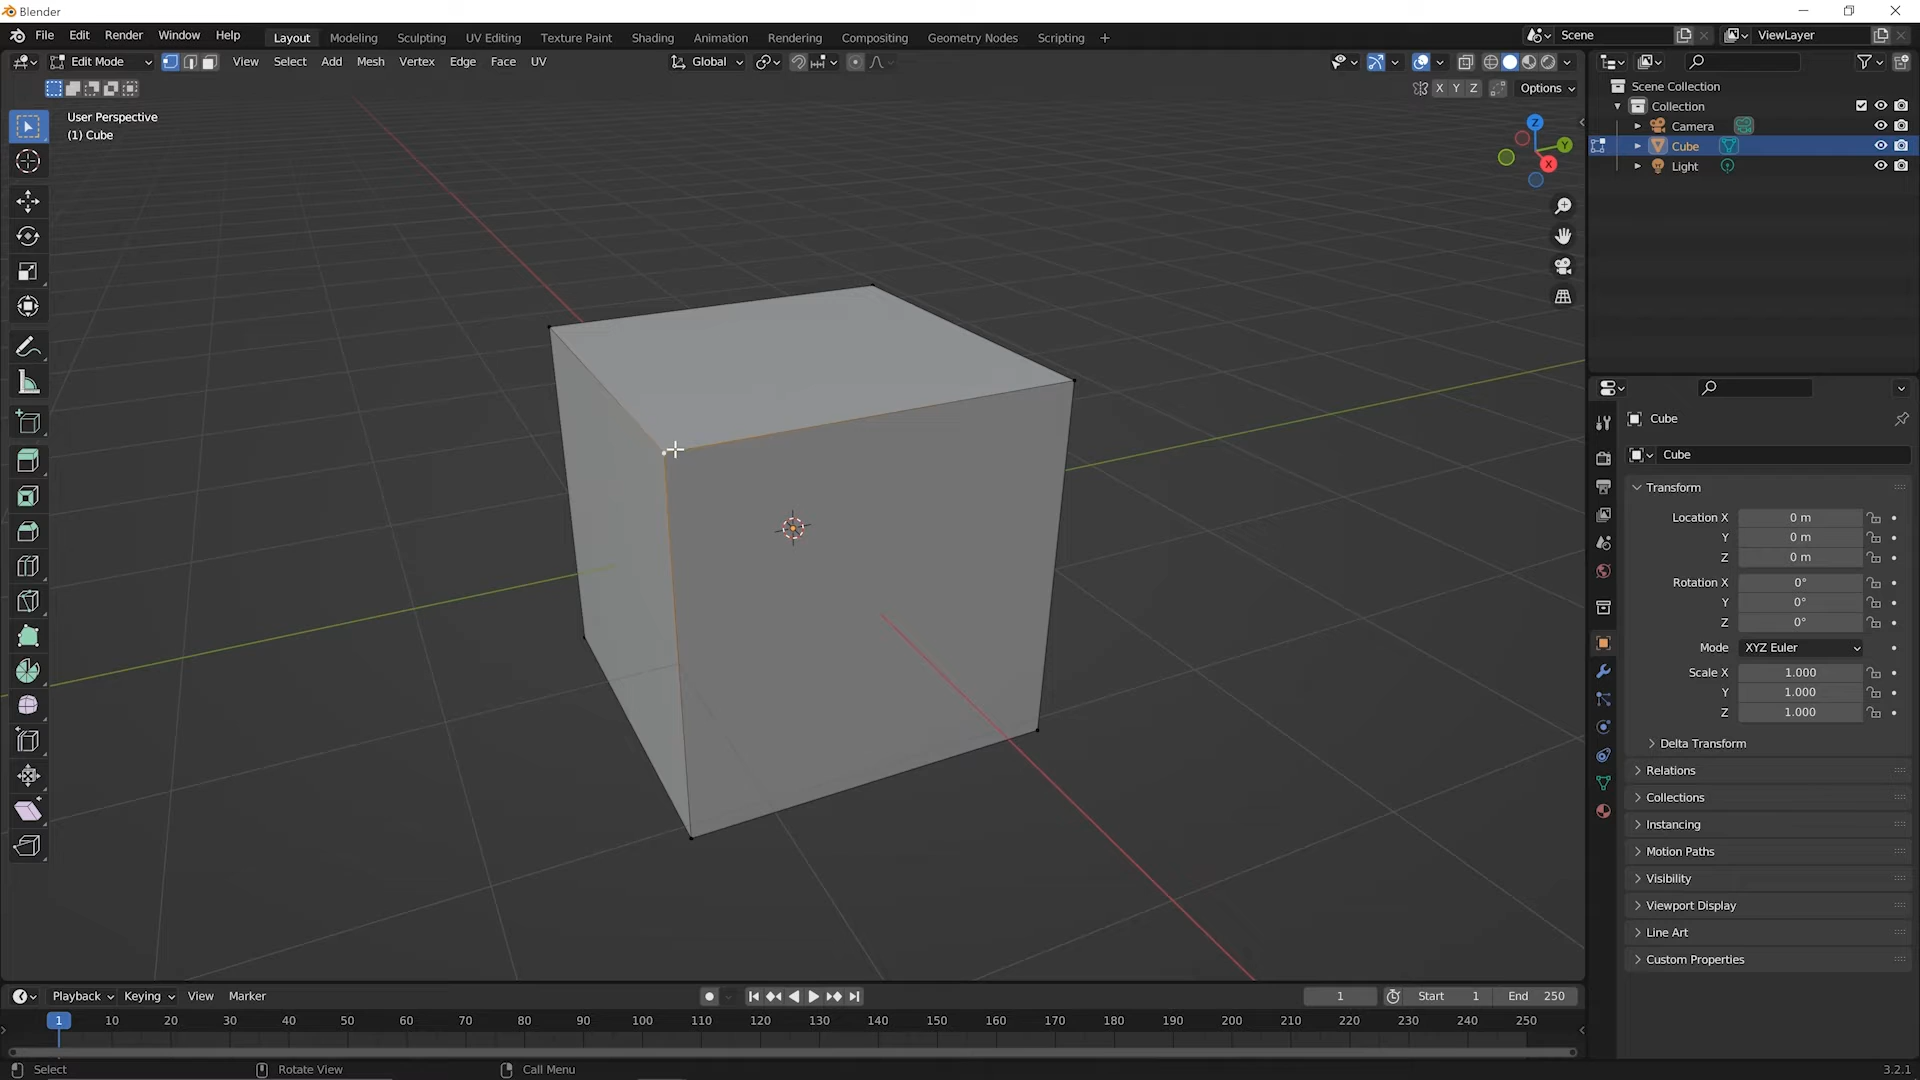 Blender
File Edit Render Window Help Layout Modeling Sculpting UV Editing Texture Paint Shading Animation Rendering Compositing Geometry Nodes Scripting + Scene ViewLayer
Edit Mode View Select Add Mesh Vertex Edge Face UV Global
X Y Z Options
User Perspective
(1) Cube
Z
Y
X
Scene Collection
Collection
Camera
Cube
Light
Cube
Cube
Transform
Location X 0 m
Y 0 m
Z 0 m
Rotation X 0°
Y 0°
Z 0°
Mode XYZ Euler
Scale X 1.000
Y 1.000
Z 1.000
Delta Transform
Relations
Collections
Instancing
Motion Paths
Visibility
Viewport Display
Line Art
Custom Properties
Playback Keying View Marker 1 Start 1 End 250
1 10 20 30 40 50 60 70 80 90 100 110 120 130 140 150 160 170 180 190 200 210 220 230 240 250
Select Rotate View Call Menu 3.2.1